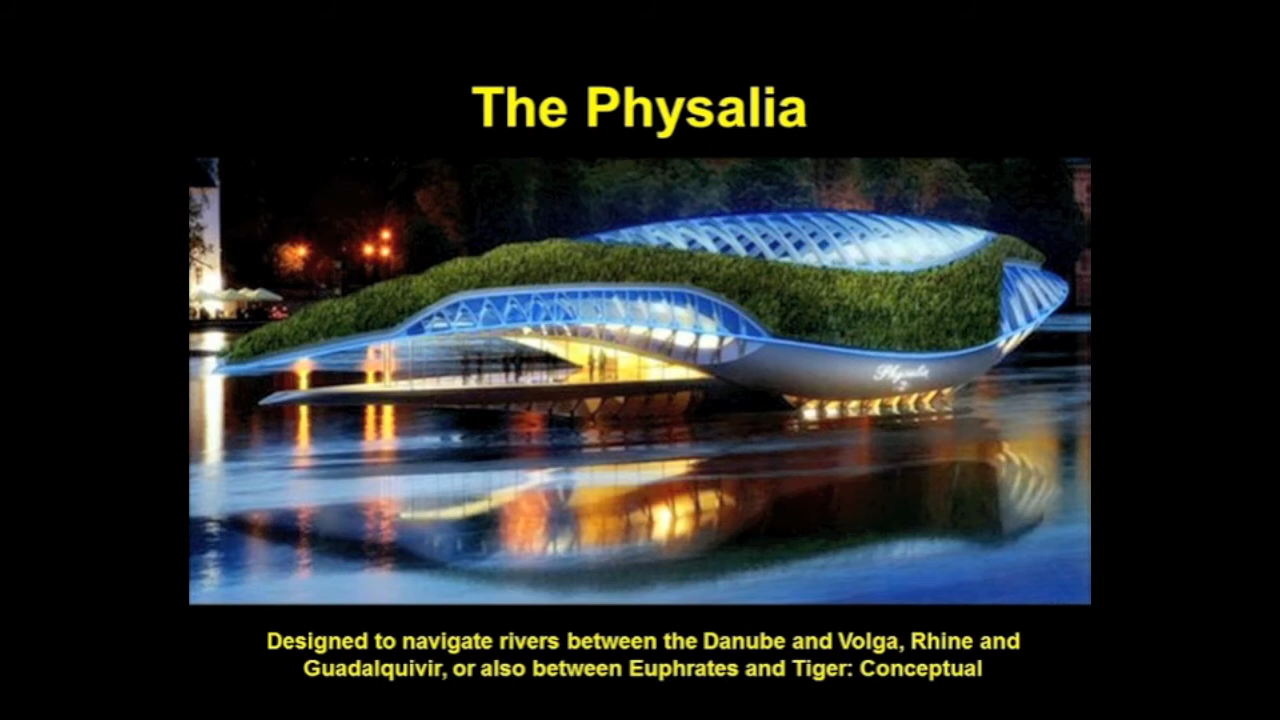 The Physalia
Physalia
Designed to navigate rivers between the Danube and Volga, Rhine and
Guadalquivir, or also between Euphrates and Tiger: Conceptual